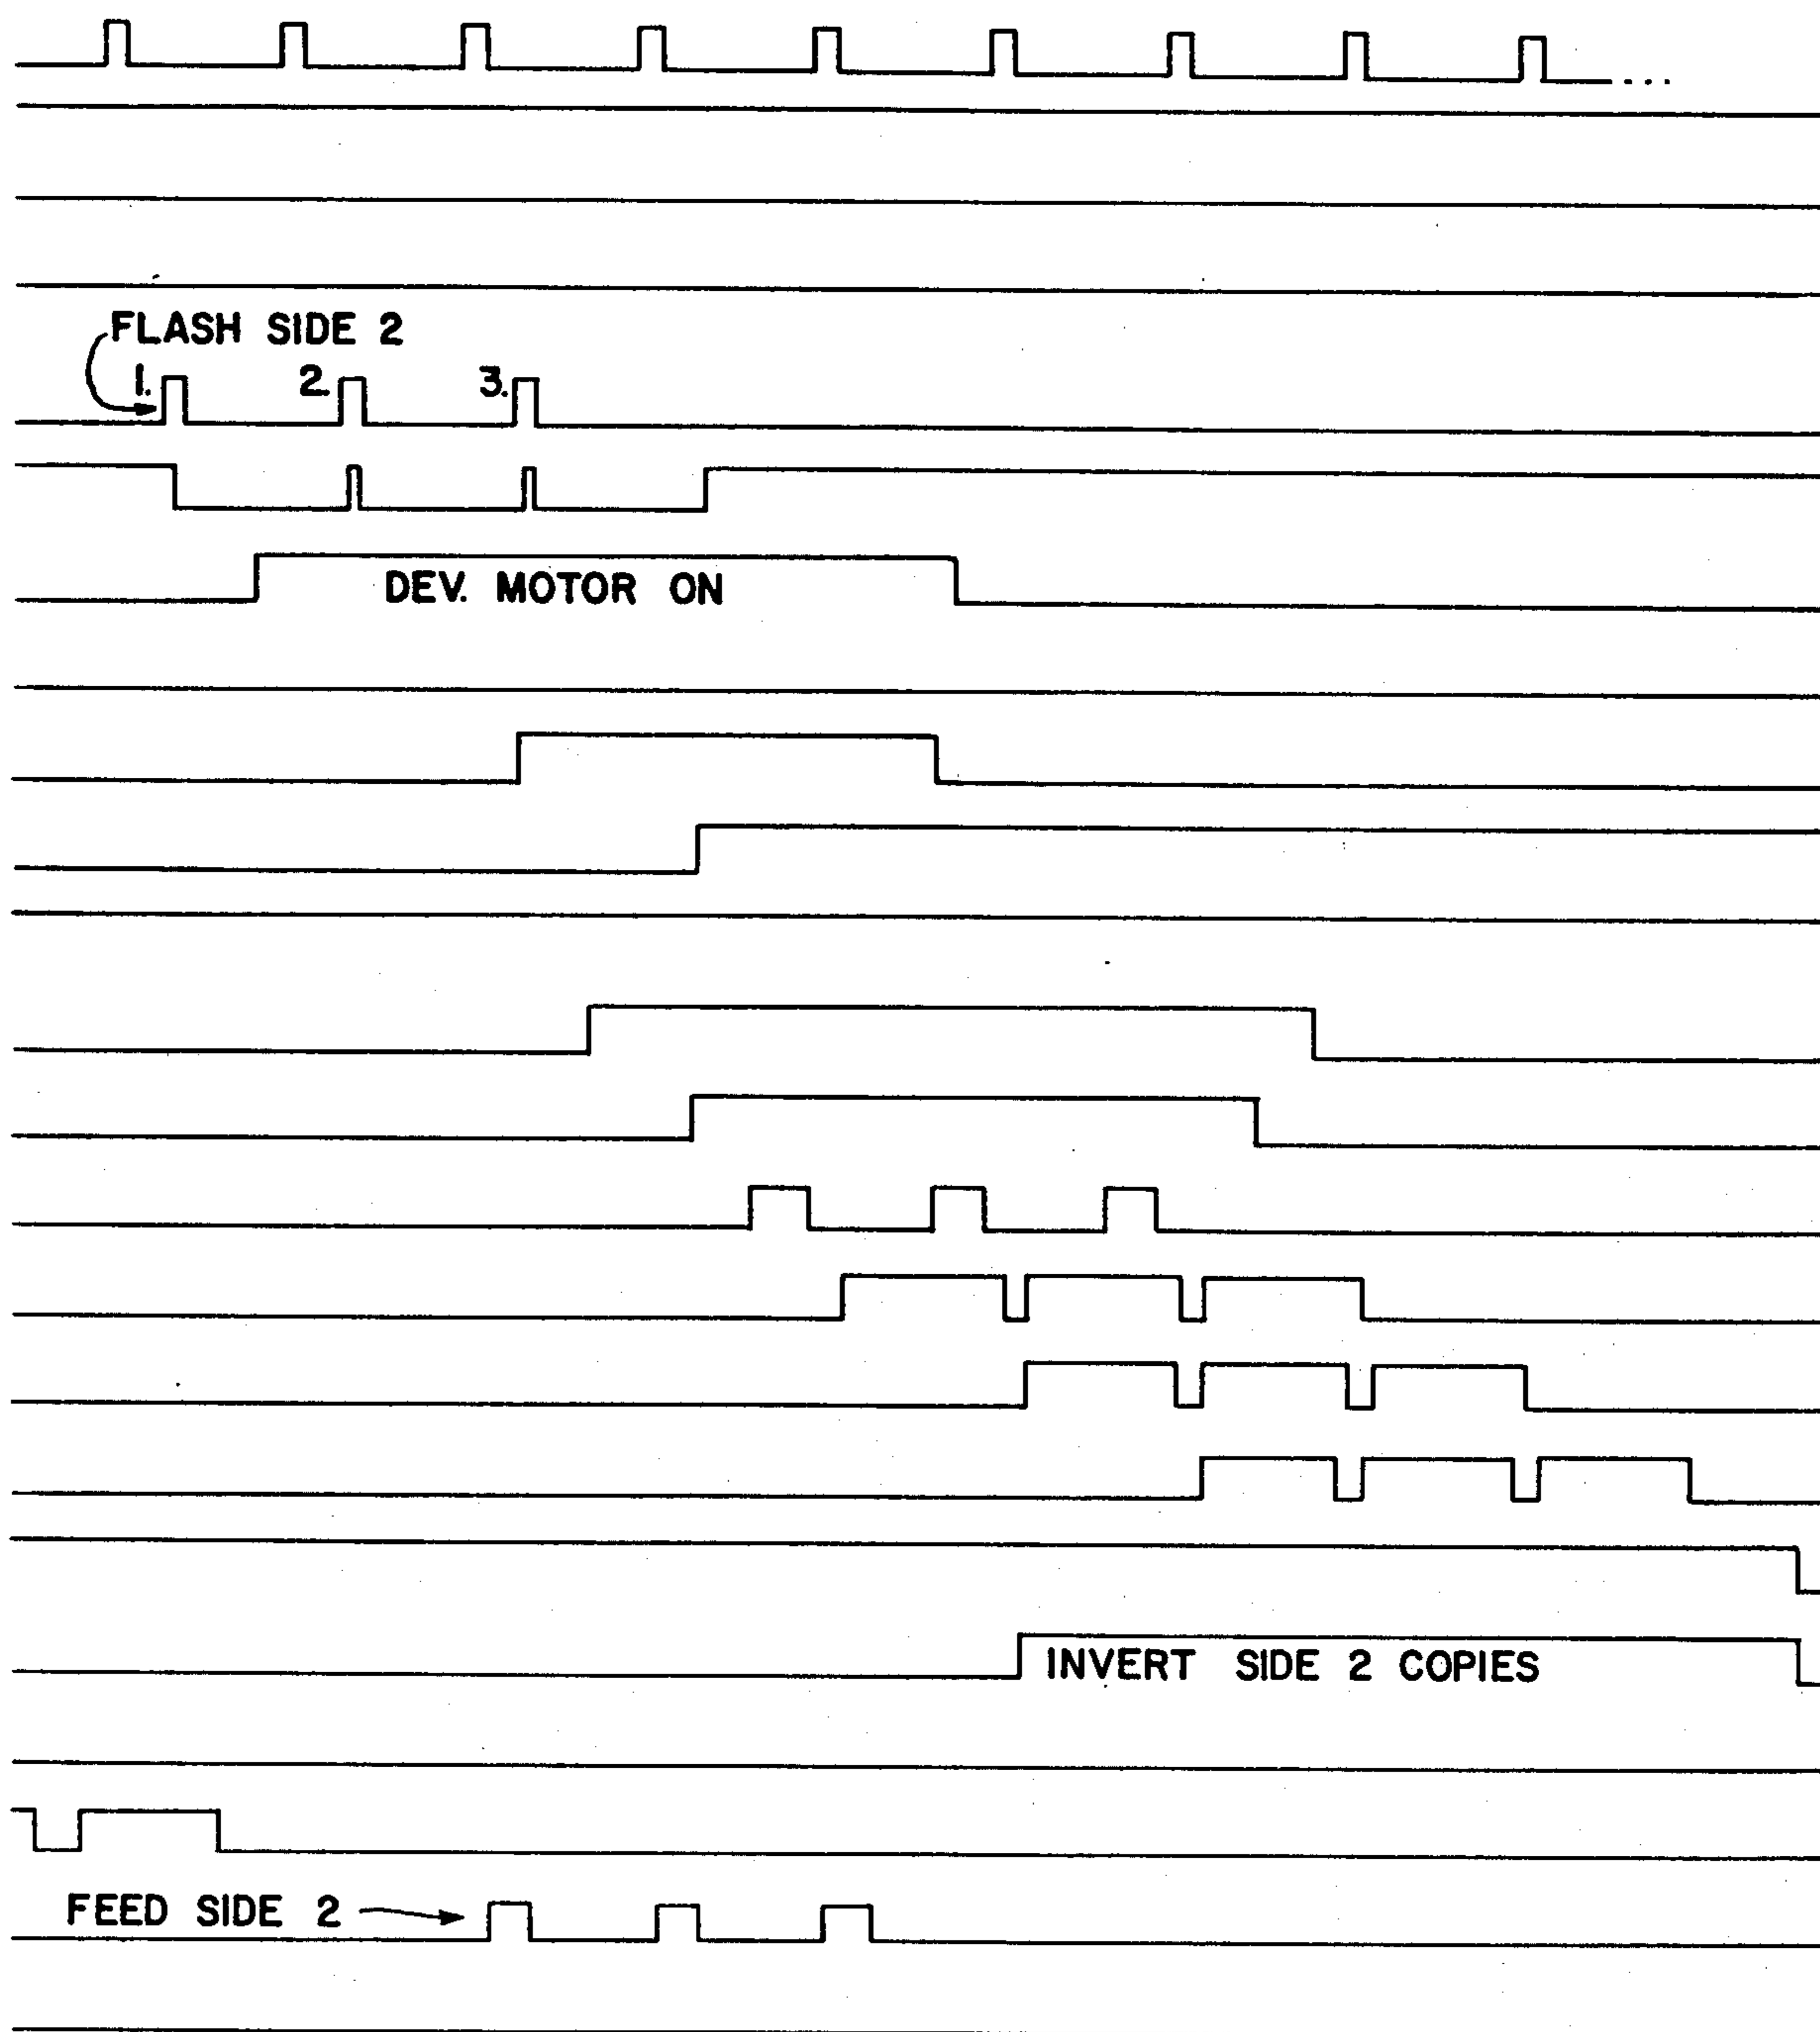 FLASH SIDE 2
1. 2. 3.
DEV. MOTOR ON
INVERT SIDE 2 COPIES
FEED SIDE 2